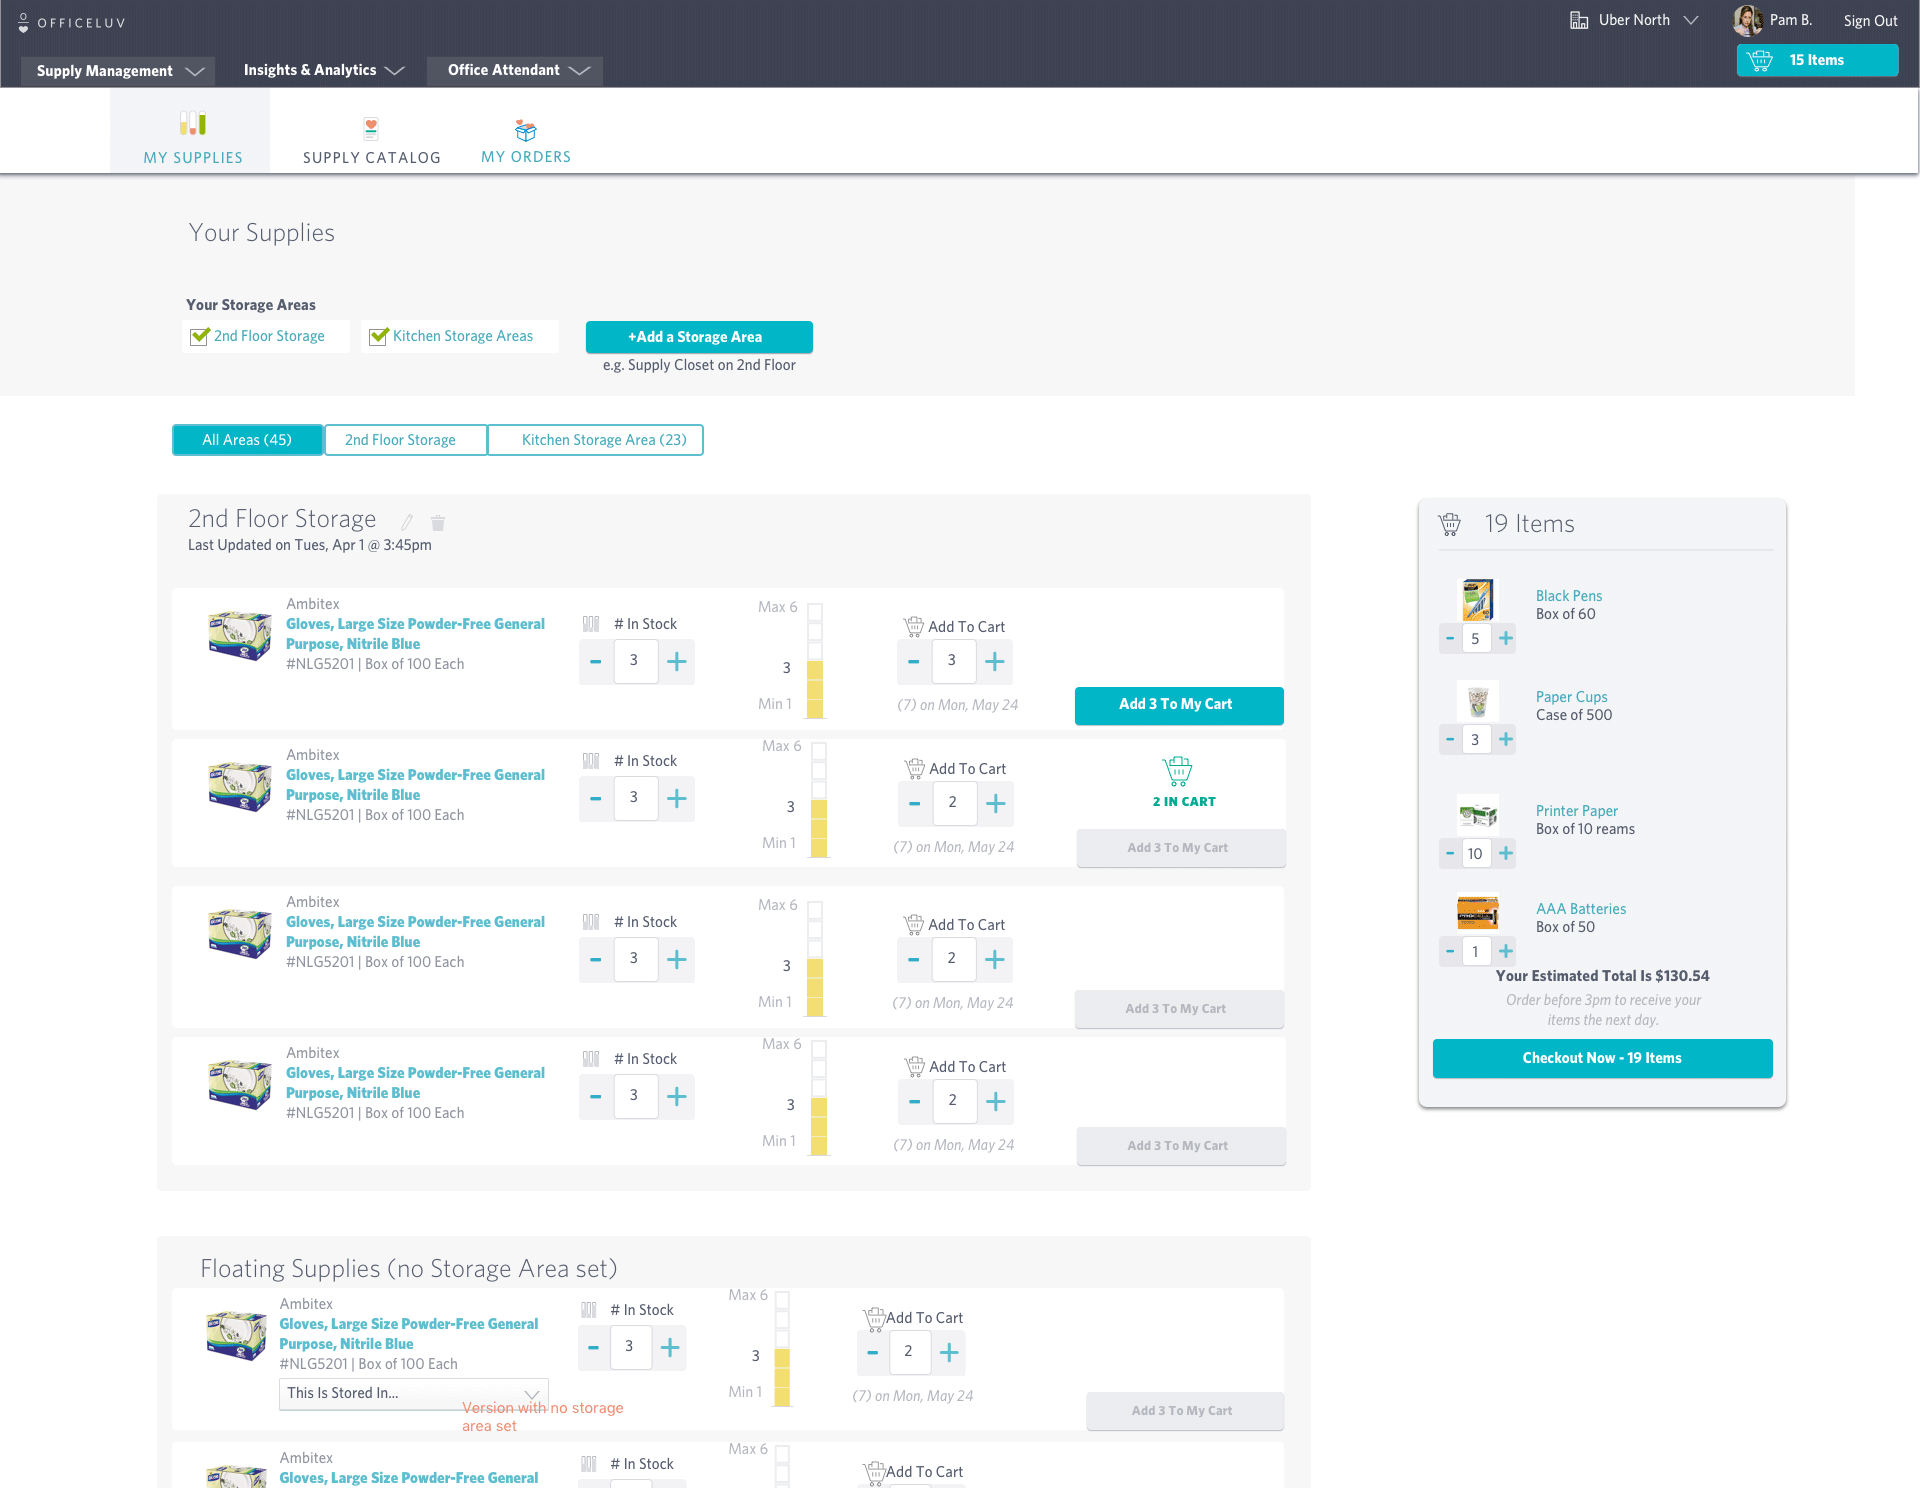 OFFICELUV
Uber North
Pam B.
Sign Out
Supply Management
Insights & Analytics
Office Attendant
15 Items
MY SUPPLIES
SUPPLY CATALOG
MY ORDERS
Your Supplies
Your Storage Areas
2nd Floor Storage
Kitchen Storage Areas
+Add a Storage Area
e.g. Supply Closet on 2nd Floor
All Areas (45)
2nd Floor Storage
Kitchen Storage Area (23)
2nd Floor Storage
Last Updated on Tues, Apr 1 @ 3:45pm
Ambitex
Gloves, Large Size Powder-Free General
Purpose, Nitrile Blue
#NLG5201 | Box of 100 Each
# In Stock
- 3 +
Max 6
3
Min 1
Add To Cart
- 3 +
(7) on Mon, May 24
Add 3 To My Cart
Ambitex
Gloves, Large Size Powder-Free General
Purpose, Nitrile Blue
#NLG5201 | Box of 100 Each
# In Stock
- 3 +
Max 6
3
Min 1
Add To Cart
- 2 +
(7) on Mon, May 24
2 IN CART
Add 3 To My Cart
Ambitex
Gloves, Large Size Powder-Free General
Purpose, Nitrile Blue
#NLG5201 | Box of 100 Each
# In Stock
- 3 +
Max 6
3
Min 1
Add To Cart
- 2 +
(7) on Mon, May 24
Add 3 To My Cart
Ambitex
Gloves, Large Size Powder-Free General
Purpose, Nitrile Blue
#NLG5201 | Box of 100 Each
# In Stock
- 3 +
Max 6
3
Min 1
Add To Cart
- 2 +
(7) on Mon, May 24
Add 3 To My Cart
19 Items
Black Pens
Box of 60
- 5 +
Paper Cups
Case of 500
- 3 +
Printer Paper
Box of 10 reams
- 10 +
PROCELL
AAA Batteries
Box of 50
- 1 +
Your Estimated Total Is $130.54
Order before 3pm to receive your
items the next day.
Checkout Now - 19 Items
Floating Supplies (no Storage Area set)
Ambitex
Gloves, Large Size Powder-Free General
Purpose, Nitrile Blue
#NLG5201 | Box of 100 Each
This Is Stored In...
Version with no storage
area set
# In Stock
- 3 +
Max 6
3
Min 1
Add To Cart
- 2 +
(7) on Mon, May 24
Add 3 To My Cart
Ambitex
Gloves, Large Size Powder-Free General
# In Stock
Max 6
Add To Cart